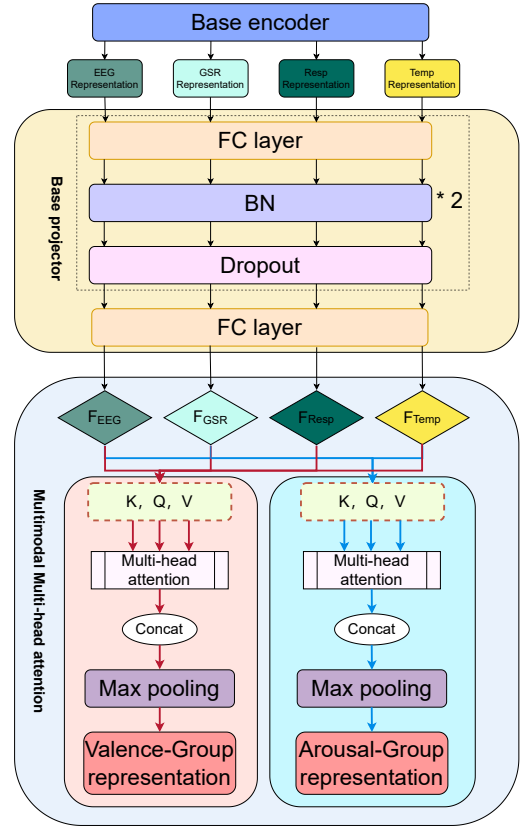 Base encoder
EEG
Representation
GSR
Representation
Resp
Representation
Temp
Representation
Base projector
FC layer
BN
* 2
Dropout
FC layer
Multimodal Multi-head attention
FEEG
FGSR
FResp
FTemp
K, Q, V
Multi-head
attention
Concat
Max pooling
Valence-Group
representation
K, Q, V
Multi-head
attention
Concat
Max pooling
Arousal-Group
representation